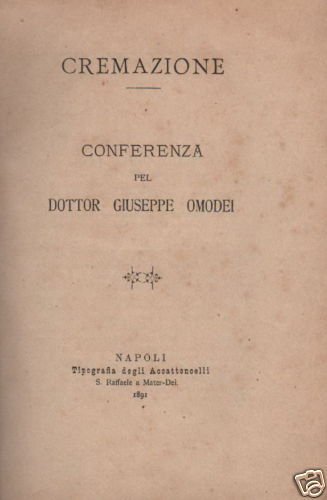 CREMAZIONE
CONFERENZA
PEL
DOTTOR GIUSEPPE OMODEI
NAPOLI
Tipografia degli Accattoncelli
S. Raffaele a Mater-Dei.
1891